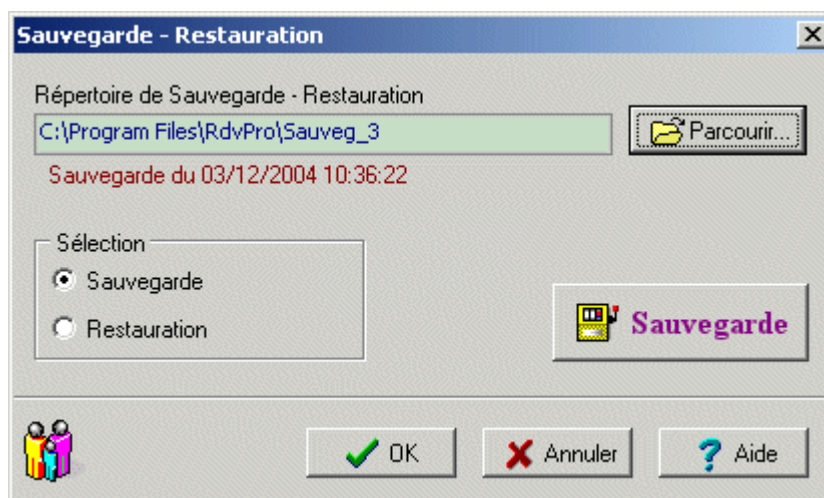 Sauvegarde - Restauration
Répertoire de Sauvegarde - Restauration
C:\Program Files\RdvPro\Sauveg_3
Parcourir...
Sauvegarde du 03/12/2004 10:36:22
Sélection
Sauvegarde
Restauration
Sauvegarde
OK
Annuler
Aide